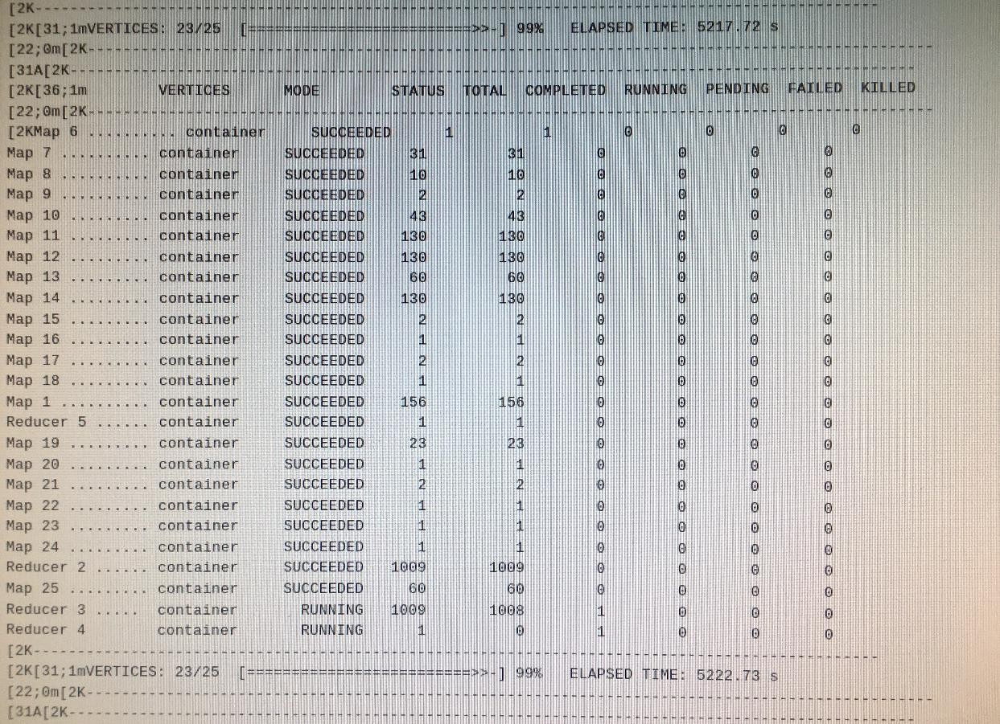 [2K----------------------------------------------------------------------------------------------
[2K[31;1mVERTICES: 23/25  [==========================>>-] 99%   ELAPSED TIME: 5217.72 s
[22;0m[2K----------------------------------------------------------------------------------------------
[31A[2K----------------------------------------------------------------------------------------------
[2K[36;1m        VERTICES      MODE        STATUS  TOTAL  COMPLETED  RUNNING  PENDING  FAILED  KILLED
[22;0m[2K----------------------------------------------------------------------------------------------
[2KMap 6 .......... container     SUCCEEDED      1          1        0        0       0       0
Map 7 .......... container     SUCCEEDED     31         31        0        0       0       0
Map 8 .......... container     SUCCEEDED     10         10        0        0       0       0
Map 9 .......... container     SUCCEEDED      2          2        0        0       0       0
Map 10 ......... container     SUCCEEDED     43         43        0        0       0       0
Map 11 ......... container     SUCCEEDED    130        130        0        0       0       0
Map 12 ......... container     SUCCEEDED    130        130        0        0       0       0
Map 13 ......... container     SUCCEEDED     60         60        0        0       0       0
Map 14 ......... container     SUCCEEDED    130        130        0        0       0       0
Map 15 ......... container     SUCCEEDED      2          2        0        0       0       0
Map 16 ......... container     SUCCEEDED      1          1        0        0       0       0
Map 17 ......... container     SUCCEEDED      2          2        0        0       0       0
Map 18 ......... container     SUCCEEDED      1          1        0        0       0       0
Map 1 .......... container     SUCCEEDED    156        156        0        0       0       0
Reducer 5 ...... container     SUCCEEDED      1          1        0        0       0       0
Map 19 ......... container     SUCCEEDED     23         23        0        0       0       0
Map 20 ......... container     SUCCEEDED      1          1        0        0       0       0
Map 21 ......... container     SUCCEEDED      2          2        0        0       0       0
Map 22 ......... container     SUCCEEDED      1          1        0        0       0       0
Map 23 ......... container     SUCCEEDED      1          1        0        0       0       0
Map 24 ......... container     SUCCEEDED      1          1        0        0       0       0
Reducer 2 ...... container     SUCCEEDED   1009       1009        0        0       0       0
Map 25 ......... container     SUCCEEDED     60         60        0        0       0       0
Reducer 3 .....  container       RUNNING   1009       1008        1        0       0       0
Reducer 4        container       RUNNING      1          0        1        0       0       0
[2K----------------------------------------------------------------------------------------------
[2K[31;1mVERTICES: 23/25  [==========================>>-] 99%   ELAPSED TIME: 5222.73 s
[22;0m[2K----------------------------------------------------------------------------------------------
[31A[2K----------------------------------------------------------------------------------------------